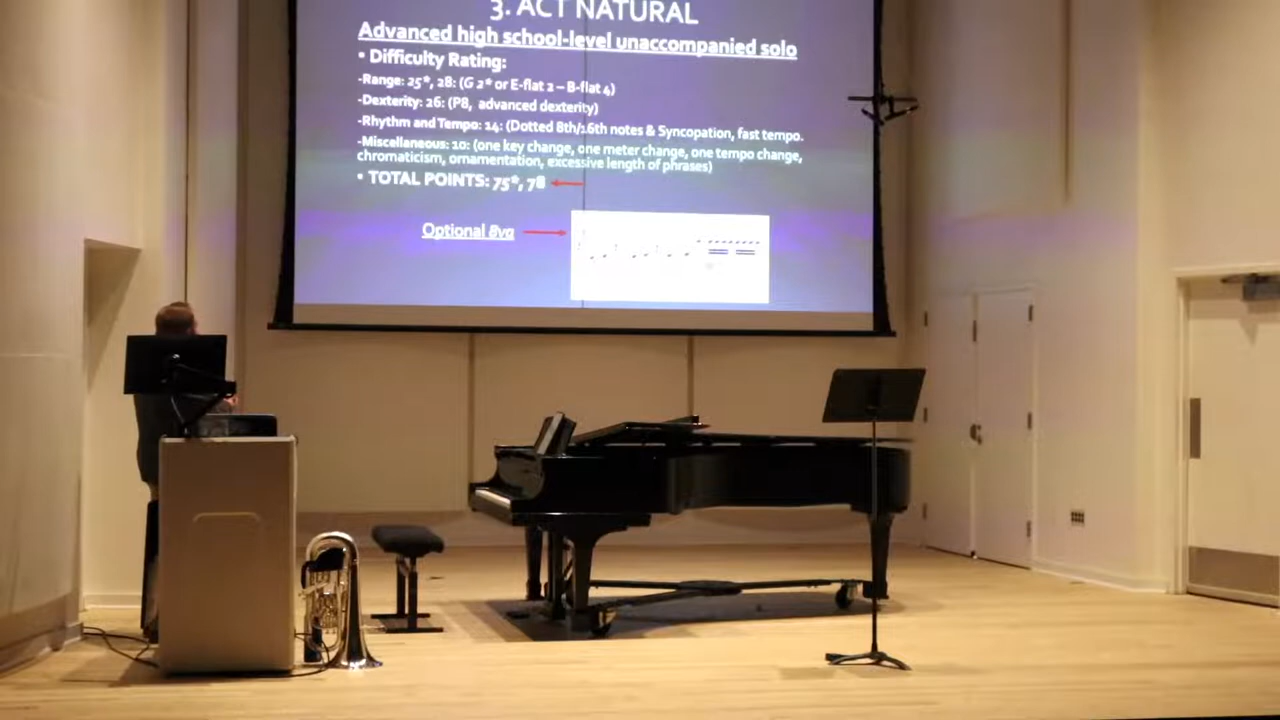 3. ACT NATURAL
Advanced high school-level unaccompanied solo
• Difficulty Rating:
-Range: 25*, 28: (G 2* or E-flat 2 – B-flat 4)
-Dexterity: 26: (P8, advanced dexterity)
-Rhythm and Tempo: 14: (Dotted 8th/16th notes & Syncopation, fast tempo.
-Miscellaneous: 10: (one key change, one meter change, one tempo change,
chromaticism, ornamentation, excessive length of phrases)
• TOTAL POINTS: 75*, 78
Optional 8va